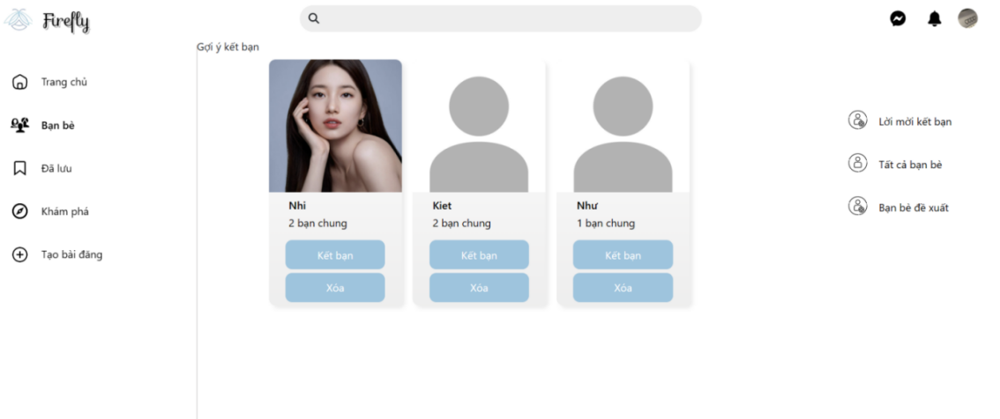 Firefly
Gợi ý kết bạn
Trang chủ
Bạn bè
Đã lưu
Khám phá
Tạo bài đăng
Nhi
2 bạn chung
Kết bạn
Xóa
Kiet
2 bạn chung
Kết bạn
Xóa
Như
1 bạn chung
Kết bạn
Xóa
Lời mời kết bạn
Tất cả bạn bè
Bạn bè đề xuất